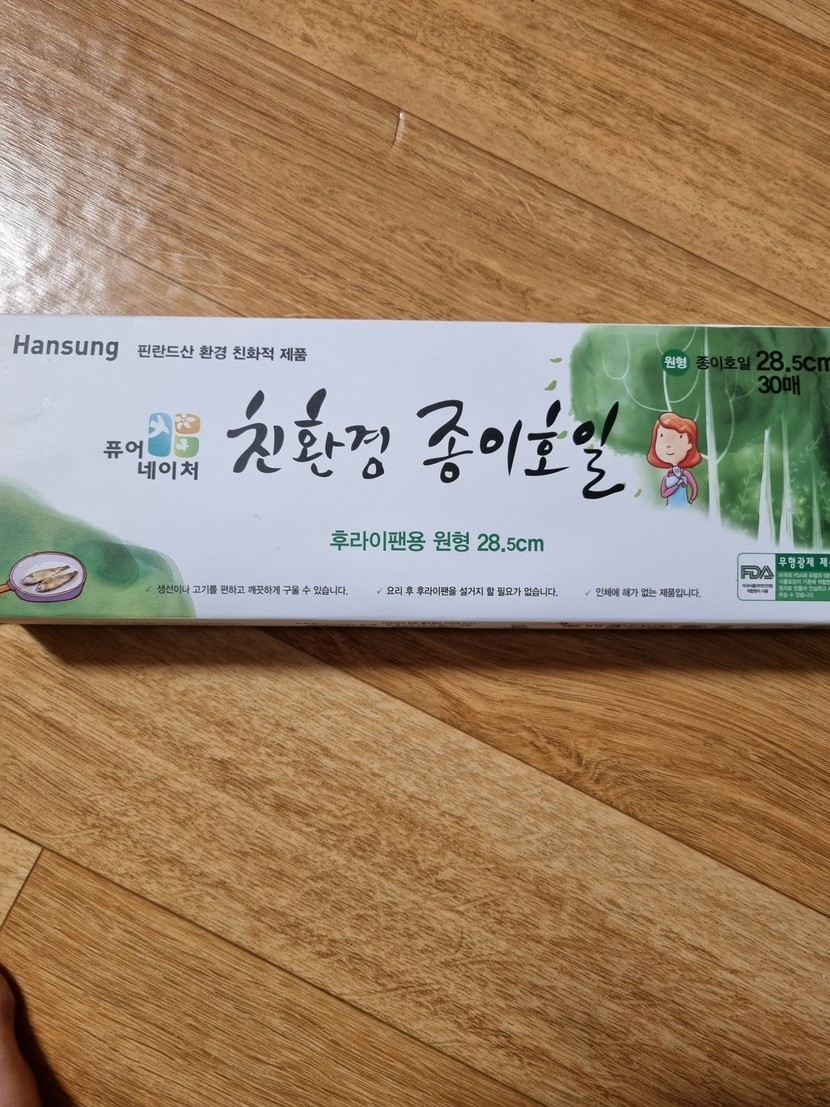 Hansung 핀란드산 환경 친화적 제품
원형 종이호일 28.5cm
30매
퓨어
네이처
친환경 종이호일
후라이팬용 원형 28.5cm
✓ 생선이나 고기를 편하고 깨끗하게 구울 수 있습니다. ✓ 요리 후 후라이팬을 설거지 할 필요가 없습니다. ✓ 인체에 해가 없는 제품입니다.
FDA
무형광제